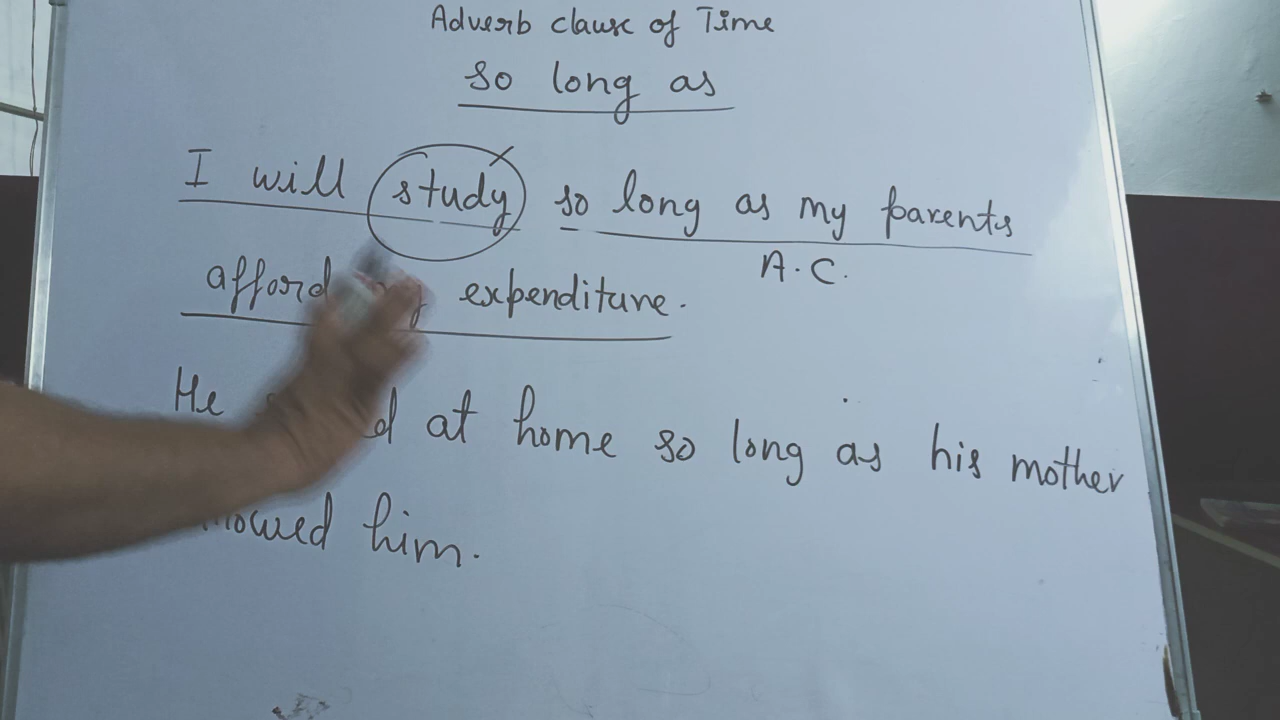 Adverb clause of Time
so long as
I will study so long as my parents
A.C.
afford expenditure.
He at home so long as his mother
him.